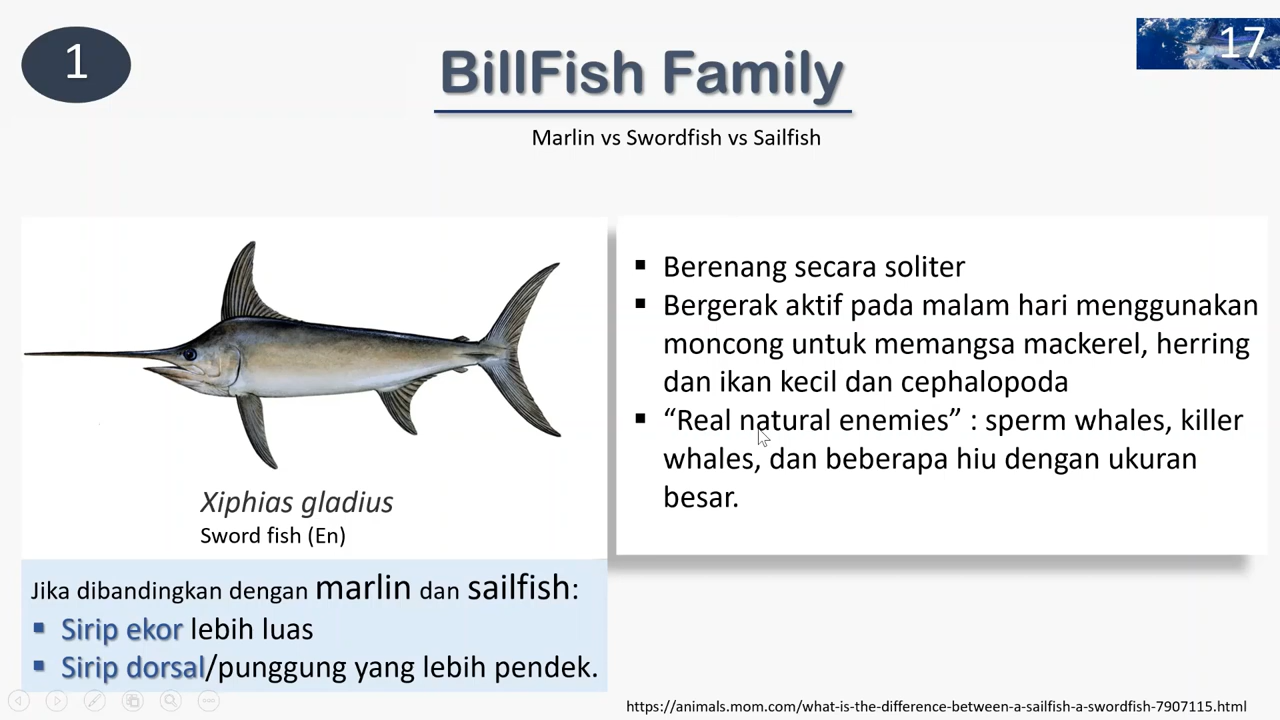 1
17
BillFish Family
Marlin vs Swordfish vs Sailfish
Xiphias gladius
Sword fish (En)
Jika dibandingkan dengan marlin dan sailfish:
▪ Sirip ekor lebih luas
▪ Sirip dorsal/punggung yang lebih pendek.
▪ Berenang secara soliter
▪ Bergerak aktif pada malam hari menggunakan
moncong untuk memangsa mackerel, herring
dan ikan kecil dan cephalopoda
▪ “Real natural enemies” : sperm whales, killer
whales, dan beberapa hiu dengan ukuran
besar.
https://animals.mom.com/what-is-the-difference-between-a-sailfish-a-swordfish-7907115.html